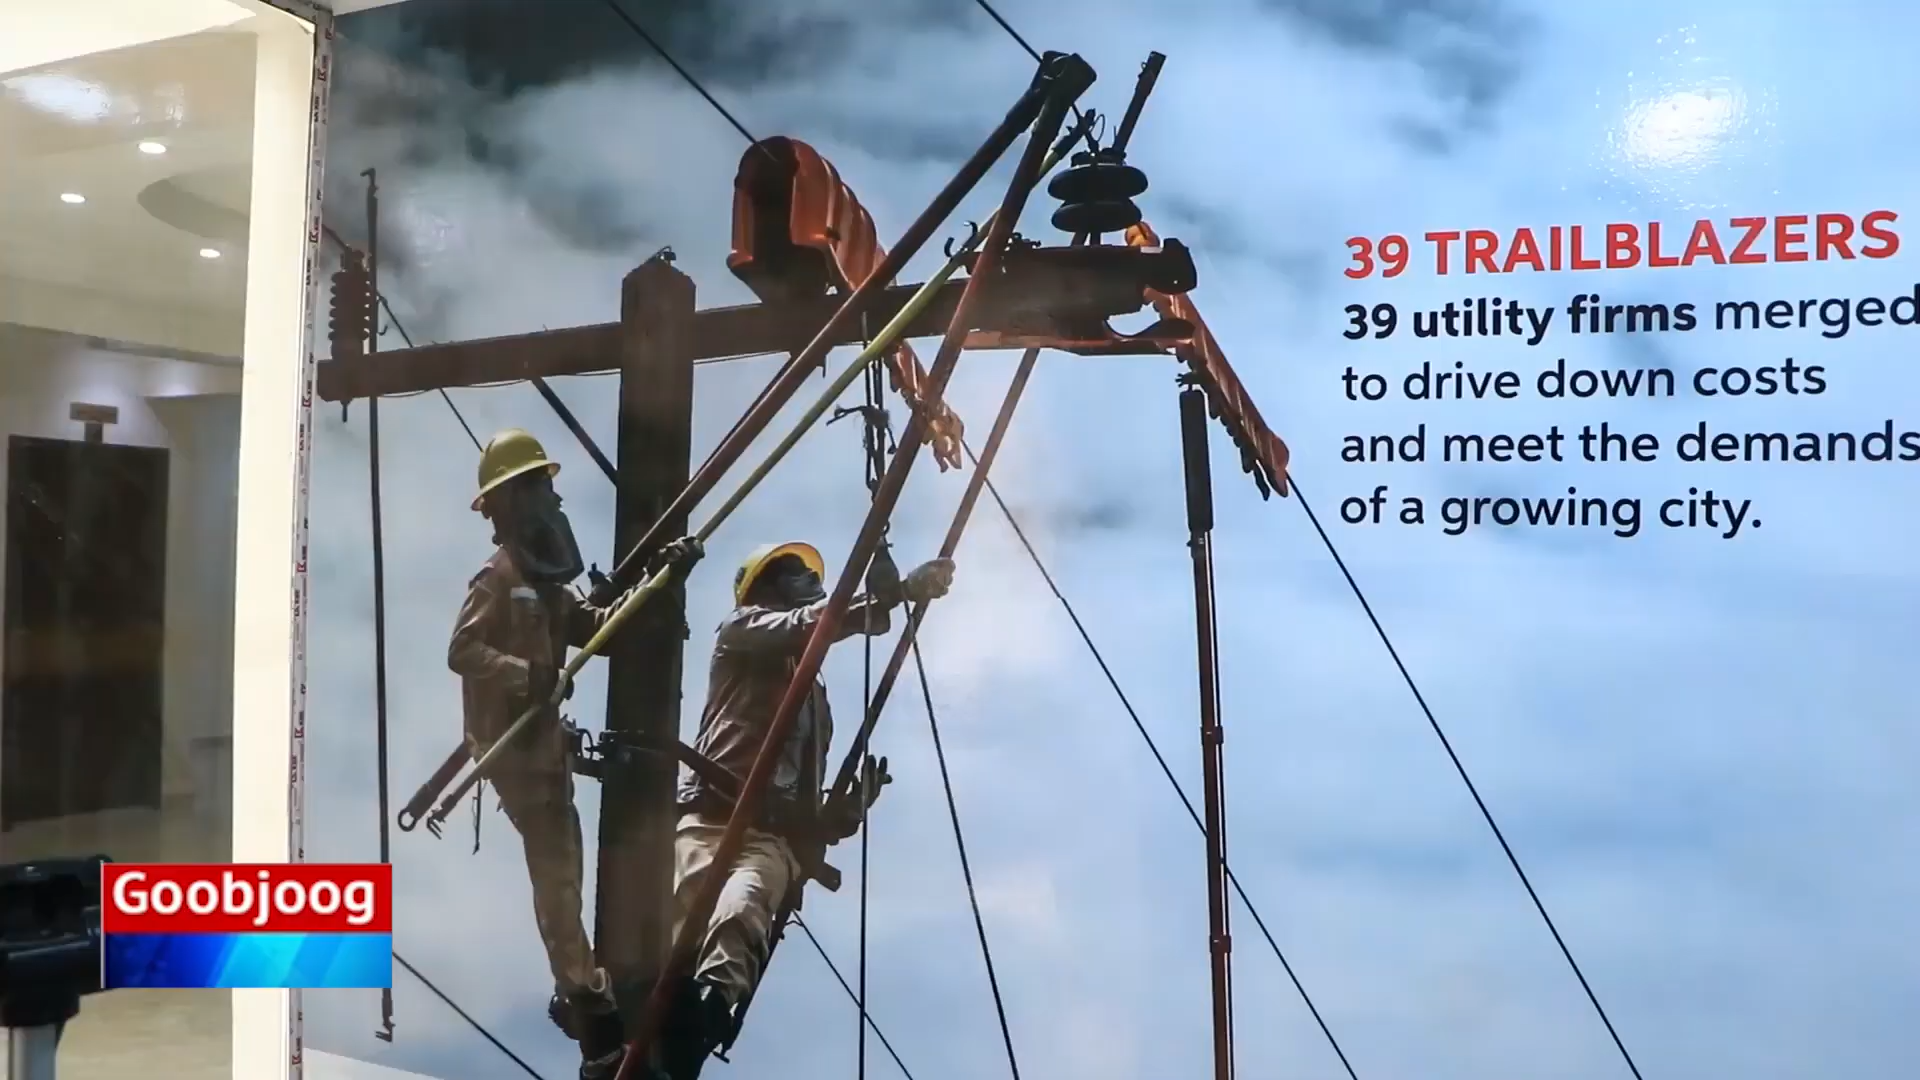 39 TRAILBLAZERS
39 utility firms merged
to drive down costs
and meet the demands
of a growing city.
Goobjoog